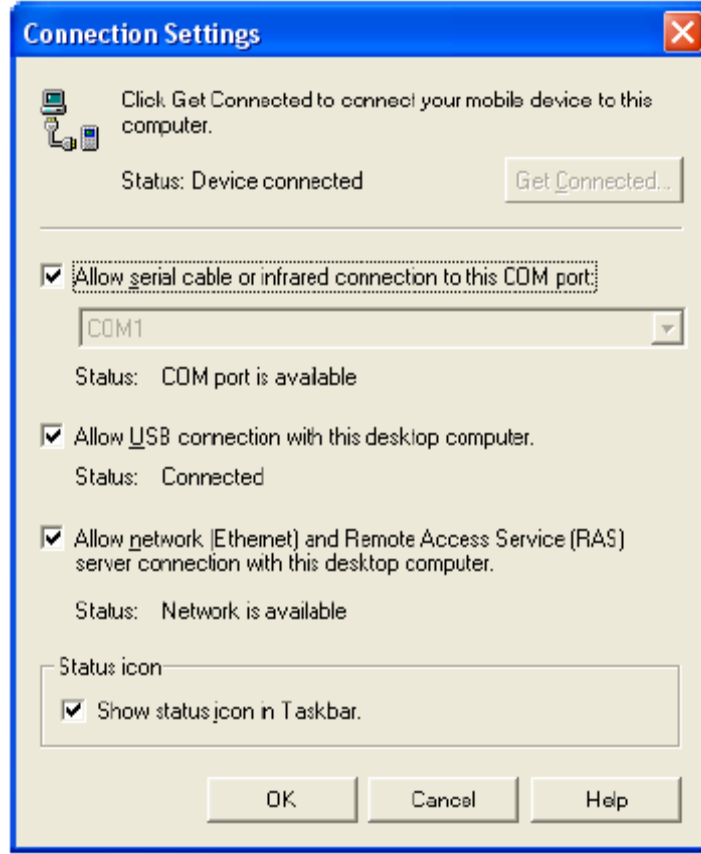 Connection Settings
Click Get Connected to connect your mobile device to this
computer.
Status: Device connected
Get Connected...
Allow serial cable or infrared connection to this COM port:
COM1
Status: COM port is available
Allow USB connection with this desktop computer.
Status: Connected
Allow network (Ethernet) and Remote Access Service (RAS)
server connection with this desktop computer.
Status: Network is available
Status icon
Show status icon in Taskbar.
OK
Cancel
Help